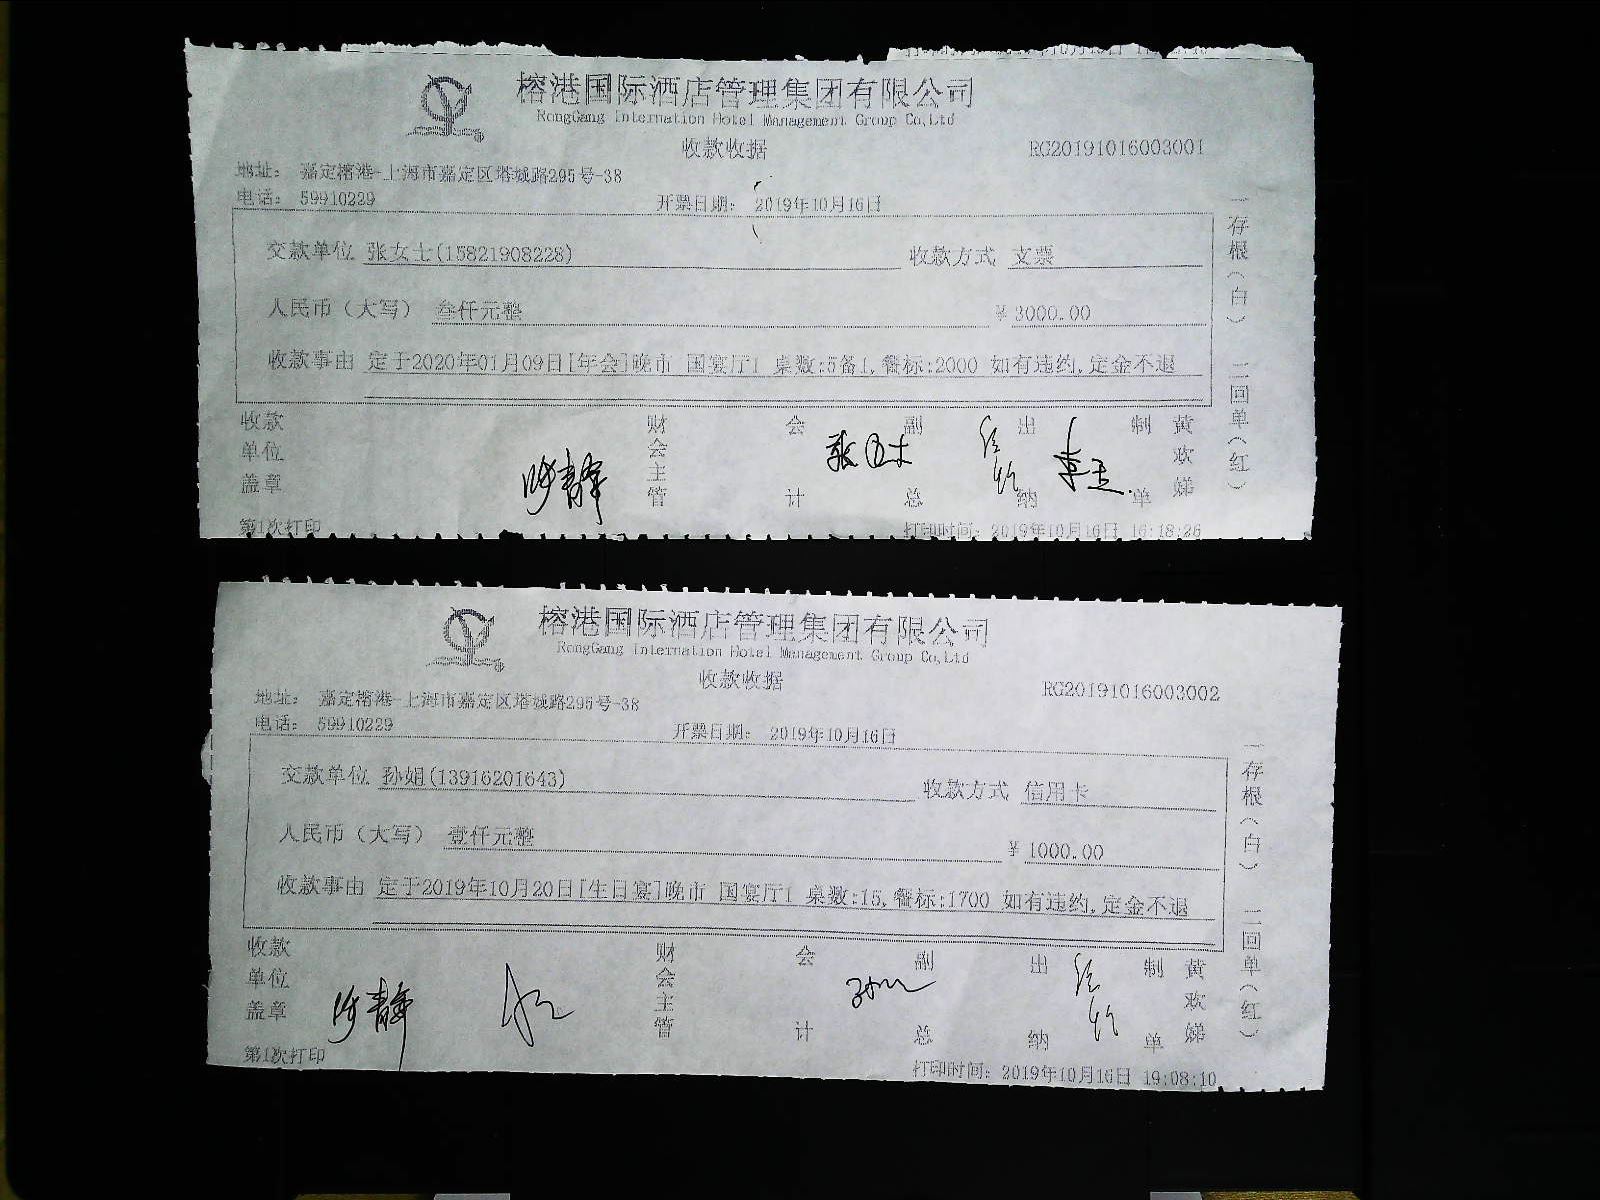 榕港国际酒店管理集团有限公司
RongGang Internation Hotel Management Group Co,Ltd
收款收据
RG20191016003001
地址： 嘉定榕港-上海市嘉定区塔城路295号-38
电话： 59910229
开票日期： 2019年10月16日
交款单位 张女士(15821908228)
收款方式 支票
人民币（大写） 叁仟元整
¥ 3000.00
收款事由 定于2020年01月09日[年会]晚市 国宴厅1 桌数:5备1,餐标:2000 如有违约,定金不退
收款单位盖章
财会主管
会计
副总
出纳
制单
黄欢娣
一存根（白） 二回单（红）
第1次打印
打印时间： 2019年10月16日 16:18:26
榕港国际酒店管理集团有限公司
RongGang Internation Hotel Management Group Co,Ltd
收款收据
RG20191016003002
地址： 嘉定榕港-上海市嘉定区塔城路295号-38
电话： 59910229
开票日期： 2019年10月16日
交款单位 孙娟(13916201643)
收款方式 信用卡
人民币（大写） 壹仟元整
¥ 1000.00
收款事由 定于2019年10月20日[生日宴]晚市 国宴厅1 桌数:15,餐标:1700 如有违约,定金不退
收款单位盖章
财会主管
会计
副总
出纳
制单
黄欢娣
一存根（白） 二回单（红）
第1次打印
打印时间： 2019年10月16日 19:08:10